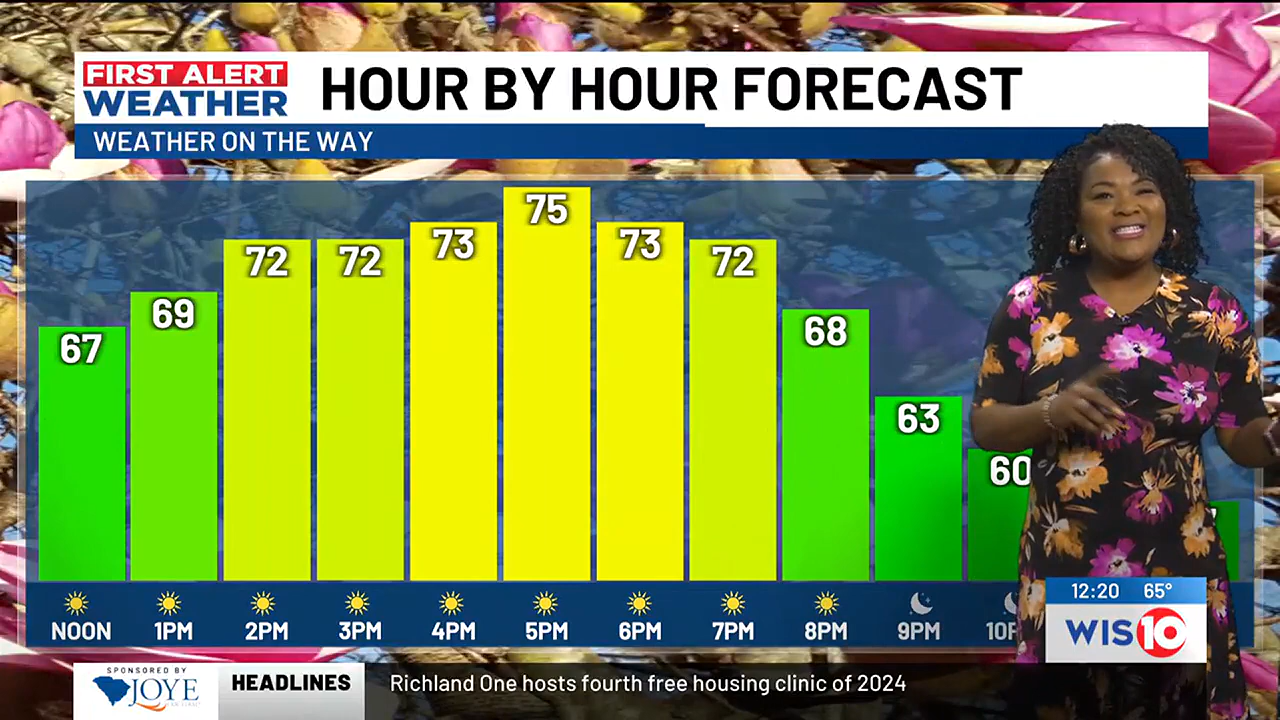 FIRST ALERT
WEATHER
HOUR BY HOUR FORECAST
WEATHER ON THE WAY
67
69
72
72
73
75
73
72
68
63
60
NOON
1PM
2PM
3PM
4PM
5PM
6PM
7PM
8PM
9PM
12:20 65°
WIS10
SPONSORED BY
JOYE
HEADLINES
Richland One hosts fourth free housing clinic of 2024